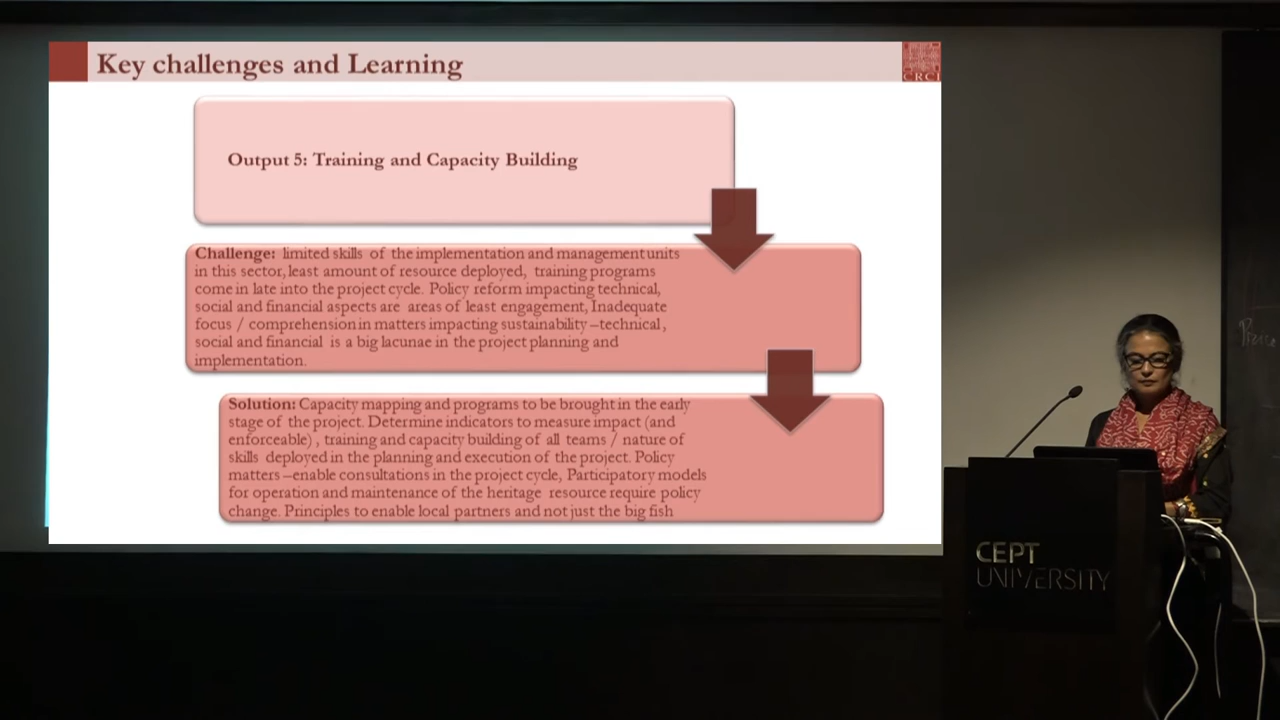 Key challenges and Learning
CRCI
Output 5: Training and Capacity Building
Challenge: limited skills of the implementation and management units
in this sector, least amount of resource deployed, training programs
come in late into the project cycle. Policy reform impacting technical,
social and financial aspects are areas of least engagement, Inadequate
focus / comprehension in matters impacting sustainability –technical,
social and financial is a big lacunae in the project planning and
implementation.
Solution: Capacity mapping and programs to be brought in the early
stage of the project. Determine indicators to measure impact (and
enforceable) , training and capacity building of all teams / nature of
skills deployed in the planning and execution of the project. Policy
matters –enable consultations in the project cycle, Participatory models
for operation and maintenance of the heritage resource require policy
change. Principles to enable local partners and not just the big fish
CEPT
UNIVERSITY